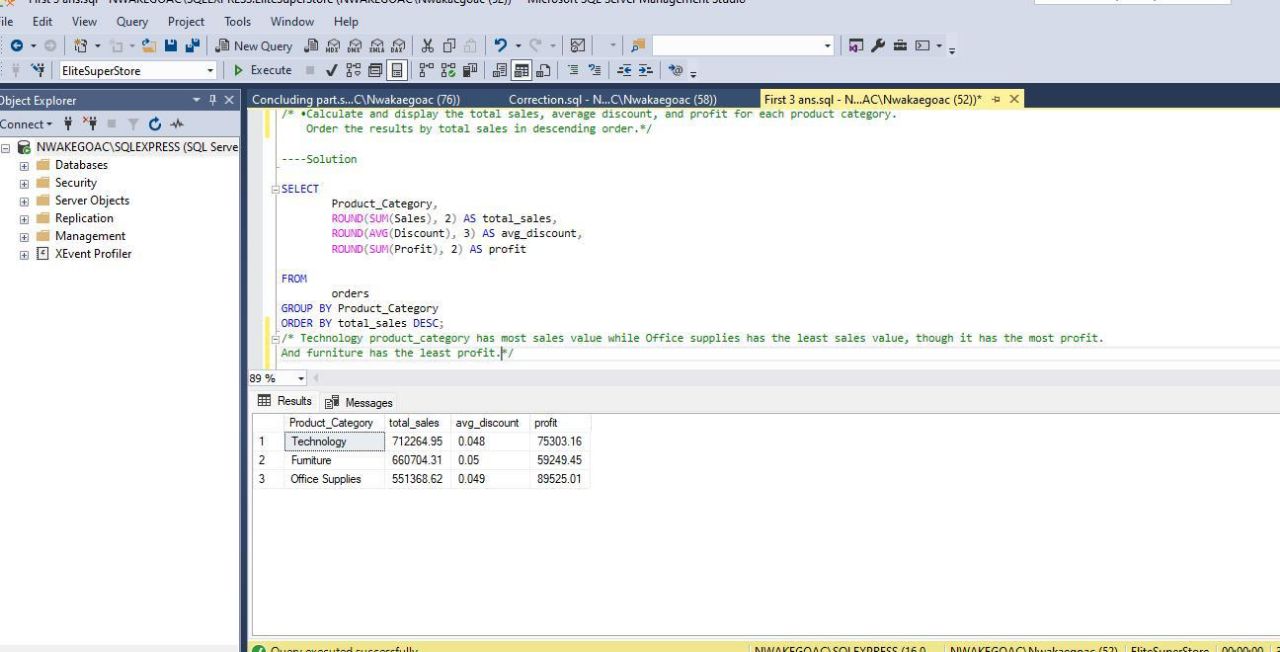 First 3 ans.sql - NWAKEGOAC\SQLEXPRESS.EliteSuperStore (NWAKEGOAC\Nwakaegoac (52))* - Microsoft SQL Server Management Studio
File Edit View Query Project Tools Window Help
New Query
EliteSuperStore
Execute
Object Explorer
Connect
NWAKEGOAC\SQLEXPRESS (SQL Serve
Databases
Security
Server Objects
Replication
Management
XEvent Profiler
Concluding part.s...C\Nwakaegoac (76)) Correction.sql - N...C\Nwakaegoac (58)) First 3 ans.sql - N...AC\Nwakaegoac (52))*
/* •Calculate and display the total sales, average discount, and profit for each product category.
Order the results by total sales in descending order.*/
----Solution
SELECT
Product_Category,
ROUND(SUM(Sales), 2) AS total_sales,
ROUND(AVG(Discount), 3) AS avg_discount,
ROUND(SUM(Profit), 2) AS profit
FROM
orders
GROUP BY Product_Category
ORDER BY total_sales DESC;
/* Technology product_category has most sales value while Office supplies has the least sales value, though it has the most profit.
And furniture has the least profit.*/
89 %
Results Messages
Product_Category total_sales avg_discount profit
1 Technology 712264.95 0.048 75303.16
2 Furniture 660704.31 0.05 59249.45
3 Office Supplies 551368.62 0.049 89525.01
Query executed successfully. NWAKEGOAC\SQLEXPRESS (16.0 NWAKEGOAC\Nwakaegoac (52) EliteSuperStore 00:00:00